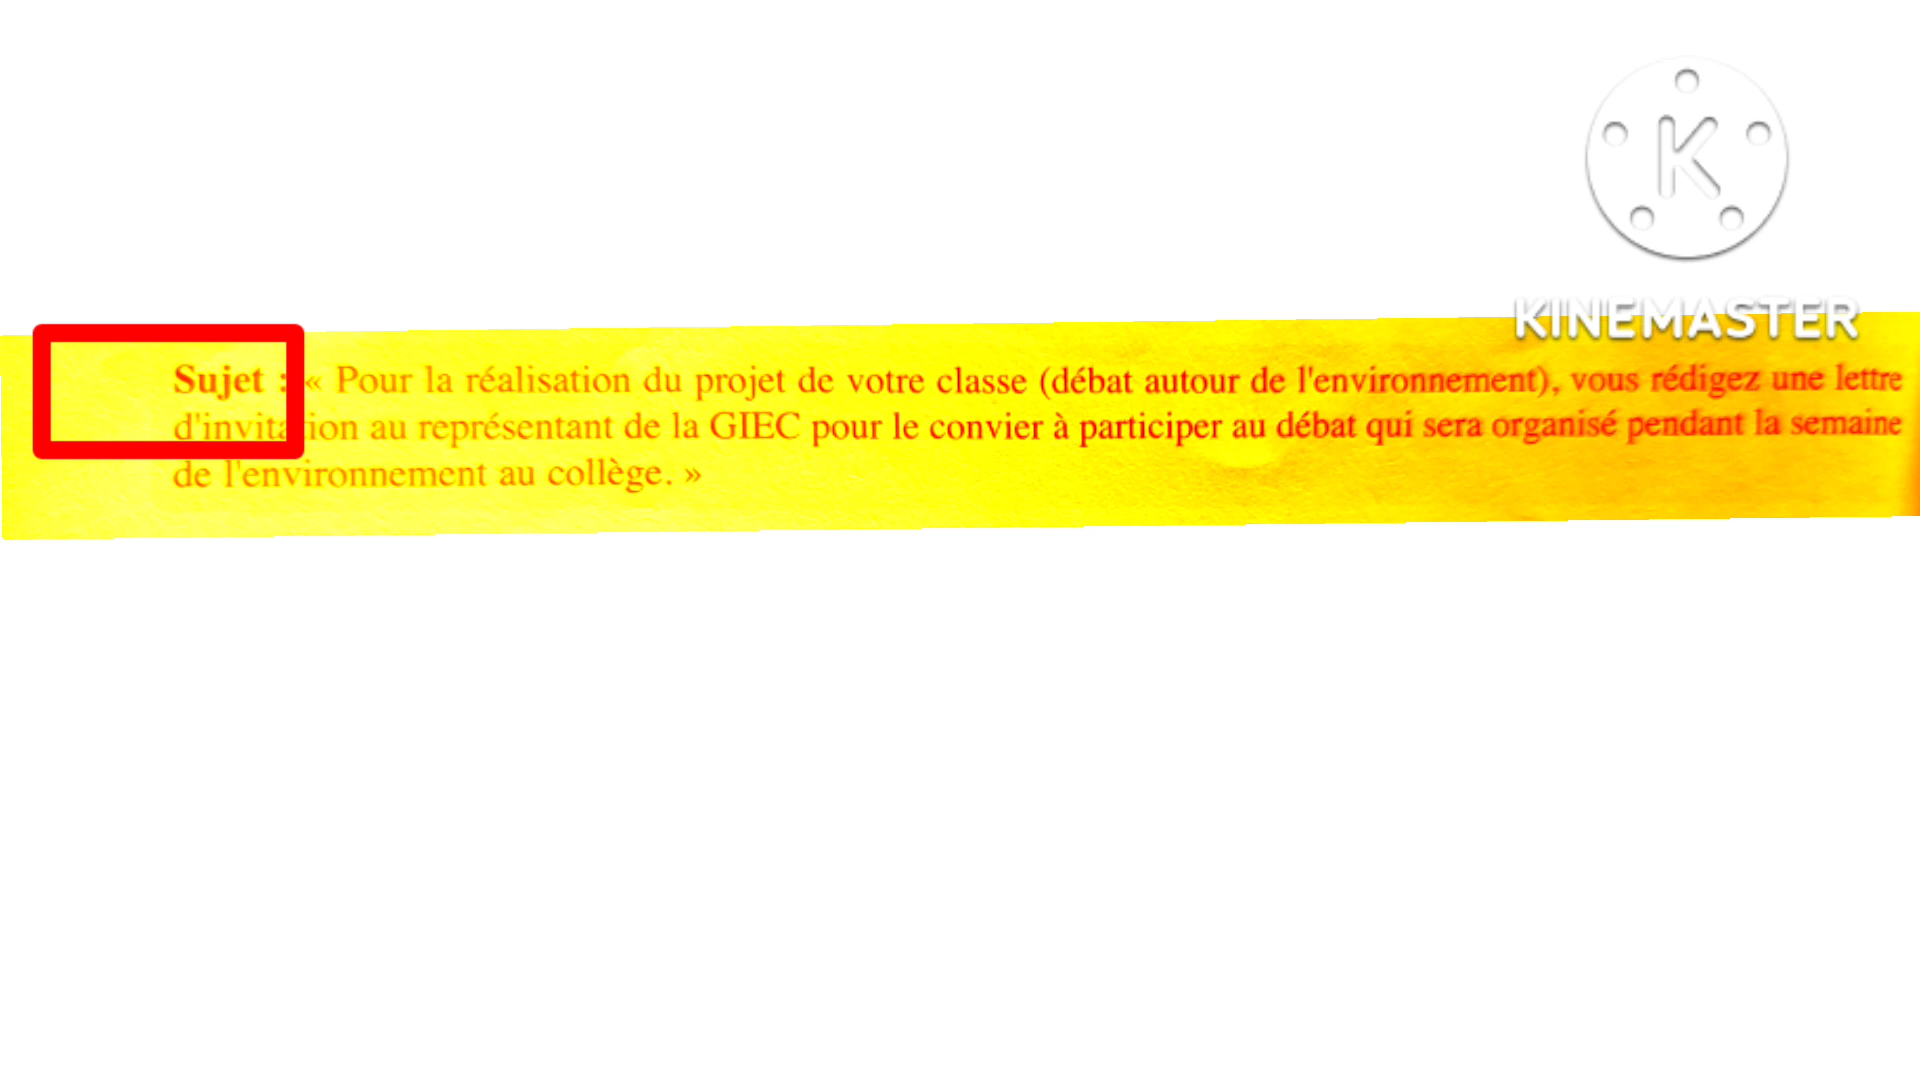 K
KINEMASTER
Sujet : « Pour la réalisation du projet de votre classe (débat autour de l'environnement), vous rédigez une lettre
d'invitation au représentant de la GIEC pour le convier à participer au débat qui sera organisé pendant la semaine
de l'environnement au collège. »